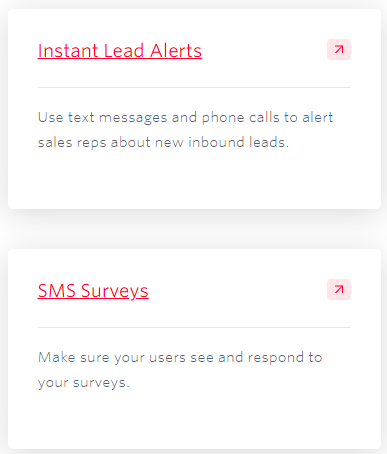 Instant Lead Alerts
Use text messages and phone calls to alert
sales reps about new inbound leads.
SMS Surveys
Make sure your users see and respond to
your surveys.